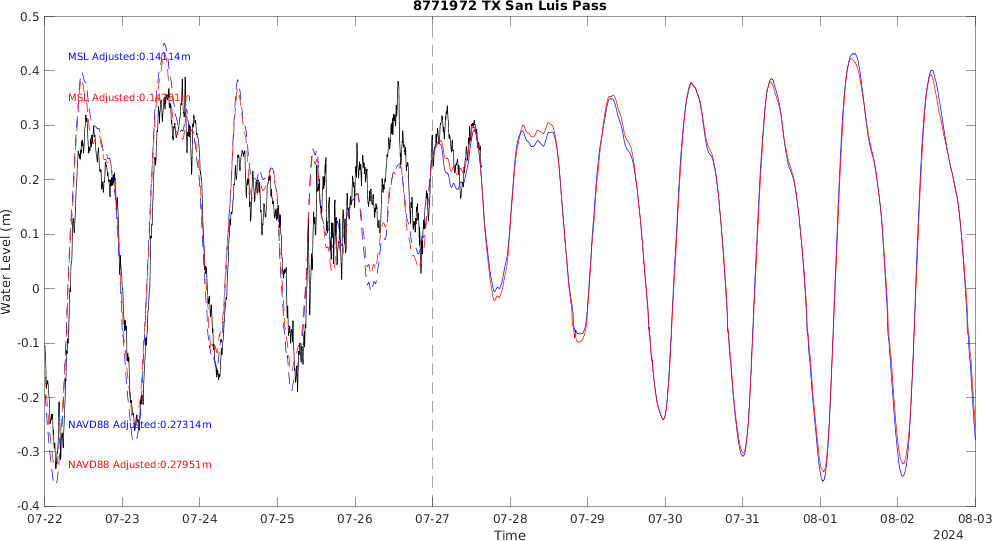 8771972 TX San Luis Pass
0.5
0.4
0.3
0.2
0.1
0
-0.1
-0.2
-0.3
-0.4
Water Level (m)
MSL Adjusted:0.14114m
MSL
NAVD88 Adjusted:0.27314m
NAVD88 Adjusted:0.27951m
07-22 07-23 07-24 07-25 07-26 07-27 07-28 07-29 07-30 07-31 08-01 08-02 08-03
Time
2024